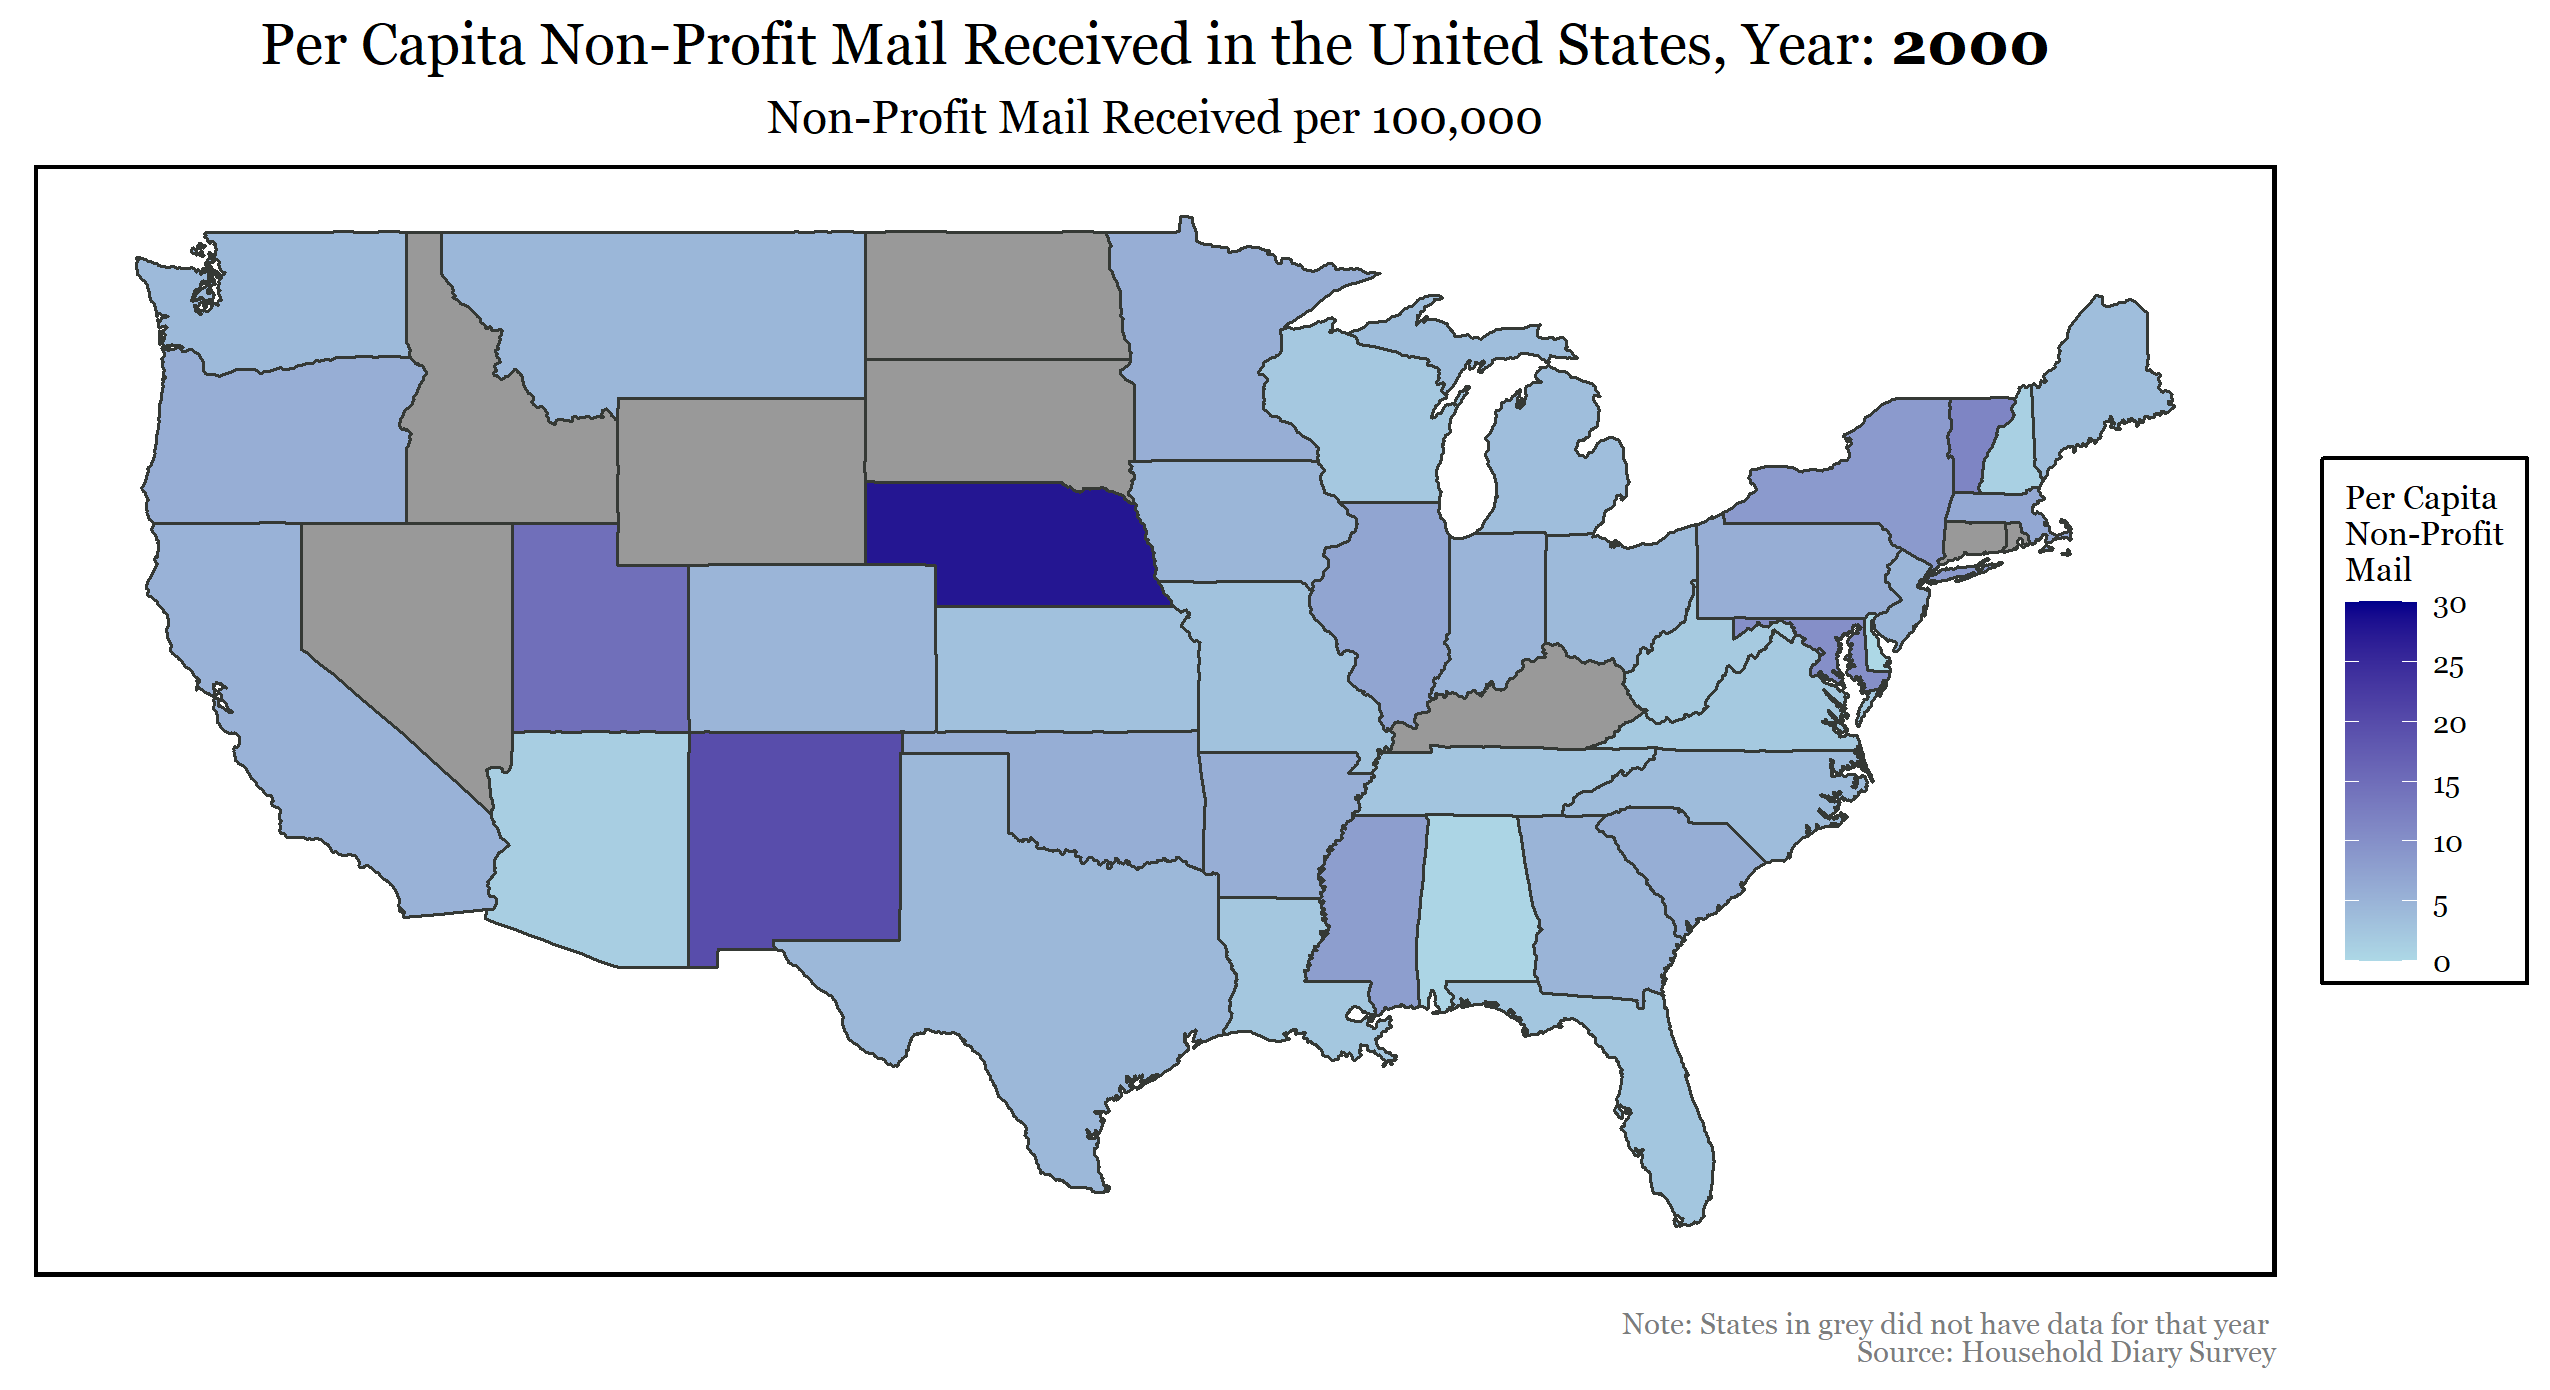 Per Capita Non-Profit Mail Received in the United States, Year: 2000
Non-Profit Mail Received per 100,000
Per Capita
Non-Profit
Mail
30
25
20
15
10
5
0
Note: States in grey did not have data for that year
Source: Household Diary Survey